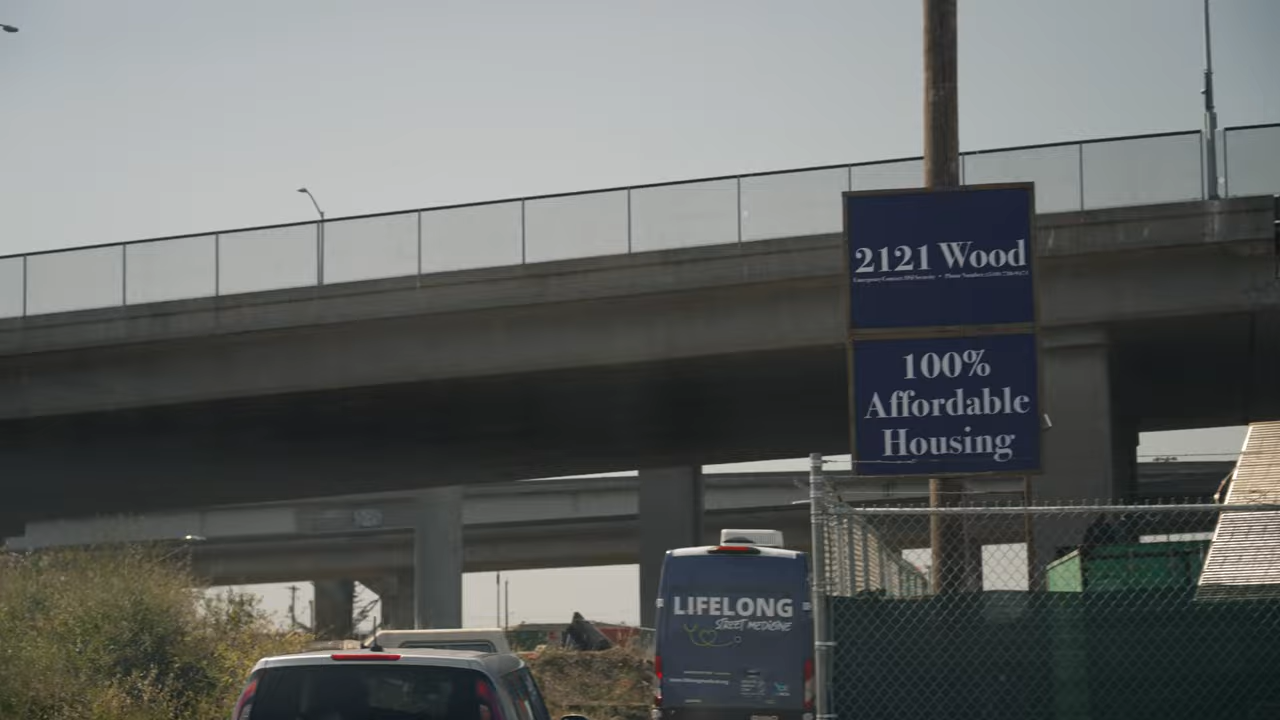 2121 Wood
100%
Affordable
Housing
LIFELONG
STREET MEDICINE